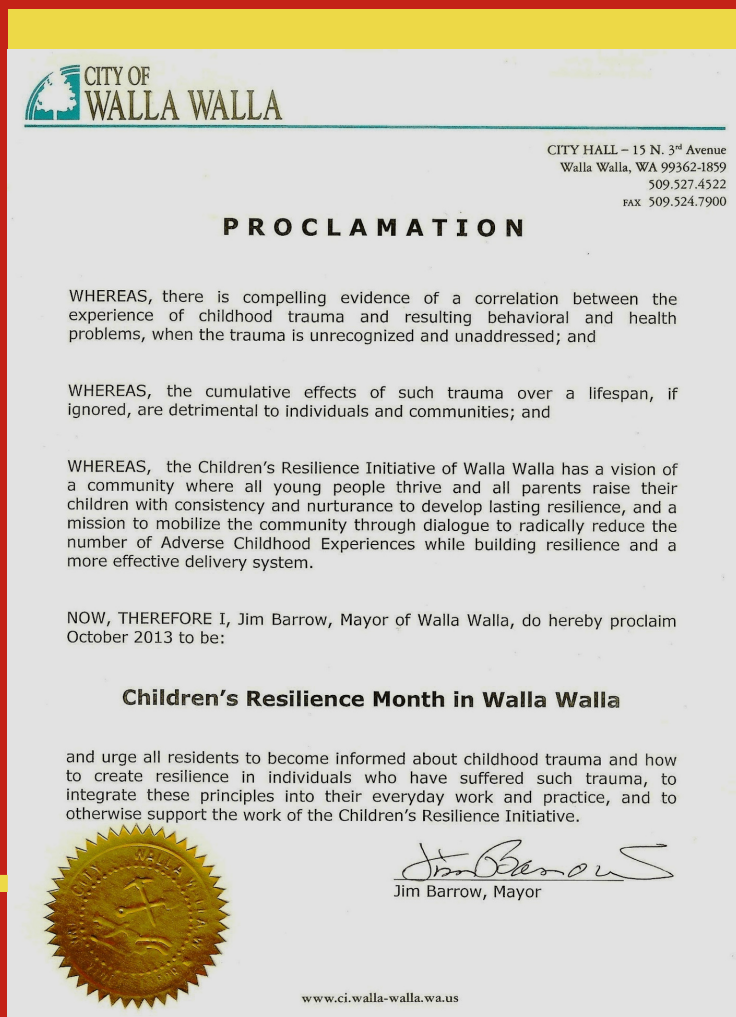 CITY OF
WALLA WALLA
CITY HALL – 15 N. 3rd Avenue
Walla Walla, WA 99362-1859
509.527.4522
FAX 509.524.7900
PROCLAMATION
WHEREAS, there is compelling evidence of a correlation between the
experience of childhood trauma and resulting behavioral and health
problems, when the trauma is unrecognized and unaddressed; and
WHEREAS, the cumulative effects of such trauma over a lifespan, if
ignored, are detrimental to individuals and communities; and
WHEREAS, the Children's Resilience Initiative of Walla Walla has a vision of
a community where all young people thrive and all parents raise their
children with consistency and nurturance to develop lasting resilience, and a
mission to mobilize the community through dialogue to radically reduce the
number of Adverse Childhood Experiences while building resilience and a
more effective delivery system.
NOW, THEREFORE I, Jim Barrow, Mayor of Walla Walla, do hereby proclaim
October 2013 to be:
Children's Resilience Month in Walla Walla
and urge all residents to become informed about childhood trauma and how
to create resilience in individuals who have suffered such trauma, to
integrate these principles into their everyday work and practice, and to
otherwise support the work of the Children's Resilience Initiative.
Jim Barrow
Jim Barrow, Mayor
CITY WALLA WALLA
www.ci.walla-walla.wa.us